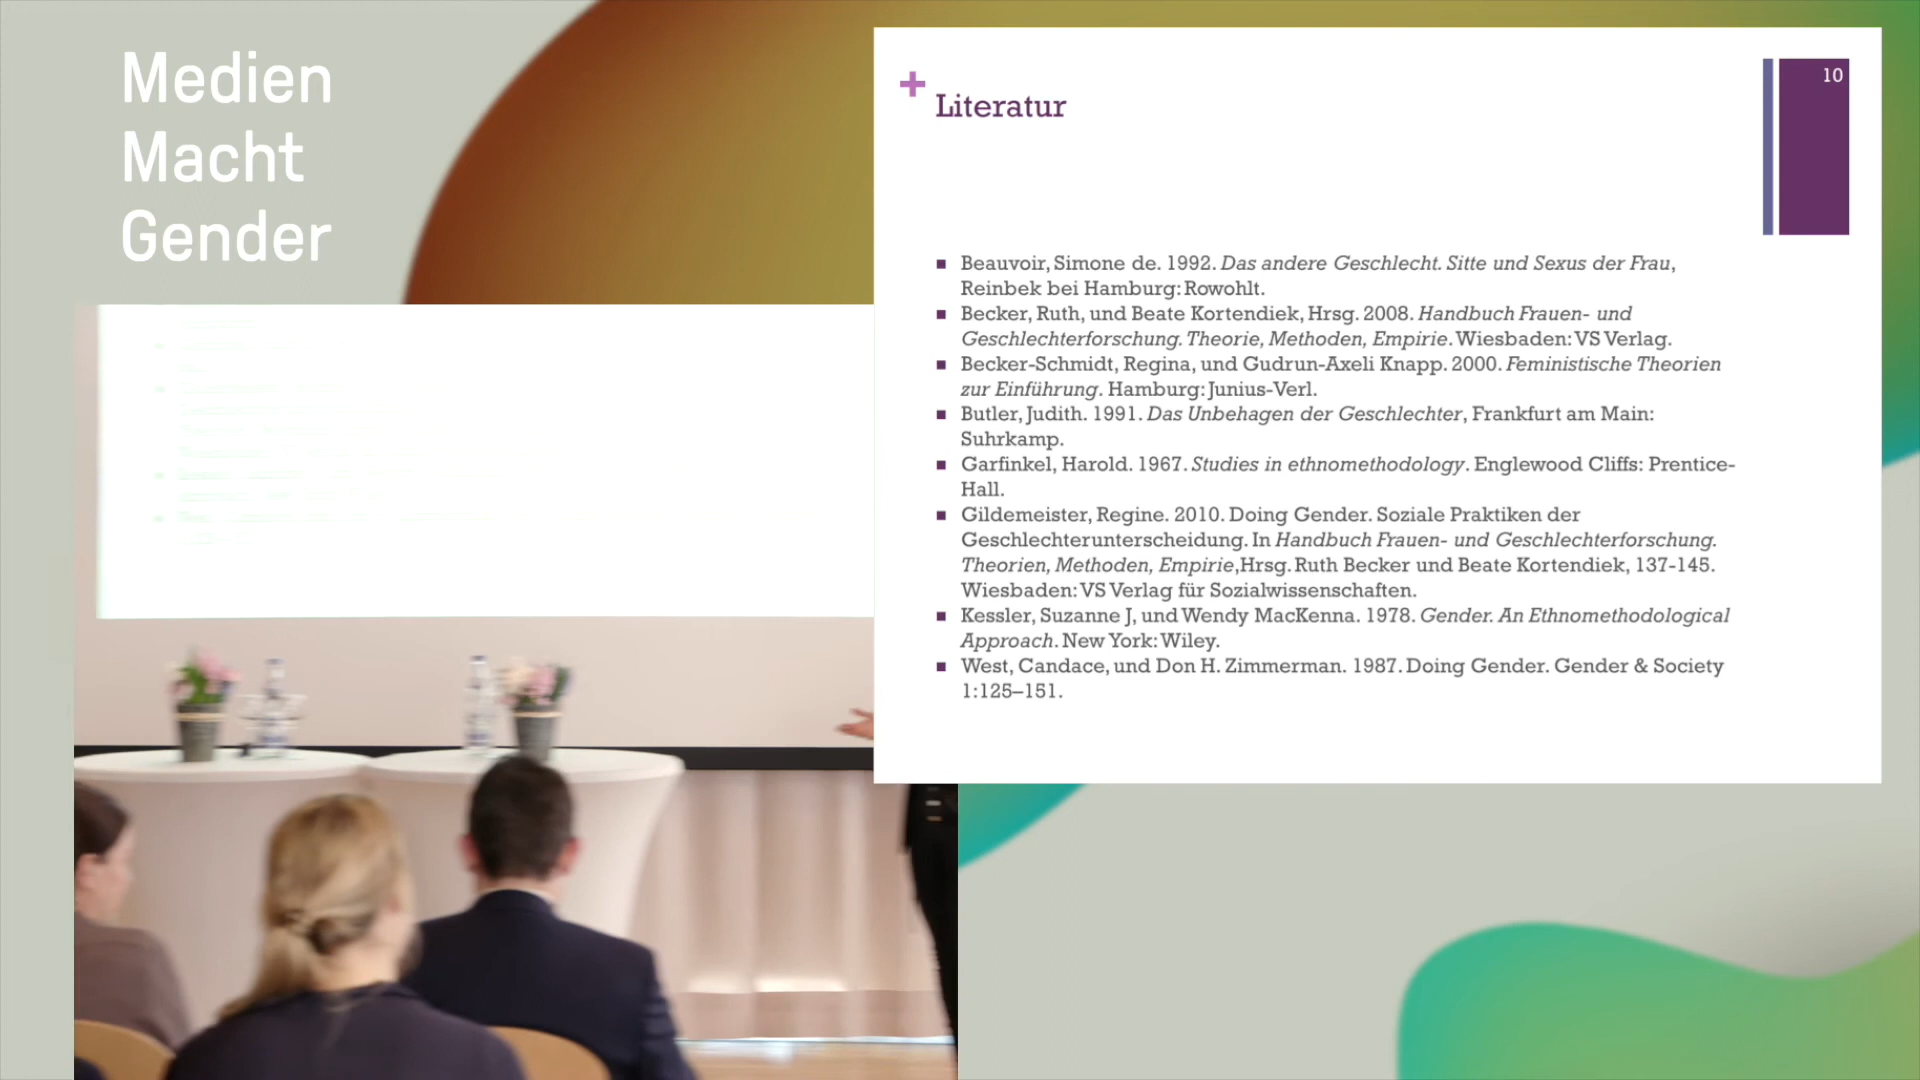 Medien
Macht
Gender
10
+
Literatur
▪ Beauvoir, Simone de. 1992. Das andere Geschlecht. Sitte und Sexus der Frau,
Reinbek bei Hamburg: Rowohlt.
▪ Becker, Ruth, und Beate Kortendiek, Hrsg. 2008. Handbuch Frauen- und
Geschlechterforschung. Theorie, Methoden, Empirie. Wiesbaden: VS Verlag.
▪ Becker-Schmidt, Regina, und Gudrun-Axeli Knapp. 2000. Feministische Theorien
zur Einführung. Hamburg: Junius-Verl.
▪ Butler, Judith. 1991. Das Unbehagen der Geschlechter, Frankfurt am Main:
Suhrkamp.
▪ Garfinkel, Harold. 1967. Studies in ethnomethodology. Englewood Cliffs: Prentice-
Hall.
▪ Gildemeister, Regine. 2010. Doing Gender. Soziale Praktiken der
Geschlechterunterscheidung. In Handbuch Frauen- und Geschlechterforschung.
Theorien, Methoden, Empirie,Hrsg. Ruth Becker und Beate Kortendiek, 137-145.
Wiesbaden: VS Verlag für Sozialwissenschaften.
▪ Kessler, Suzanne J, und Wendy MacKenna. 1978. Gender. An Ethnomethodological
Approach. New York: Wiley.
▪ West, Candace, und Don H. Zimmerman. 1987. Doing Gender. Gender & Society
1:125–151.